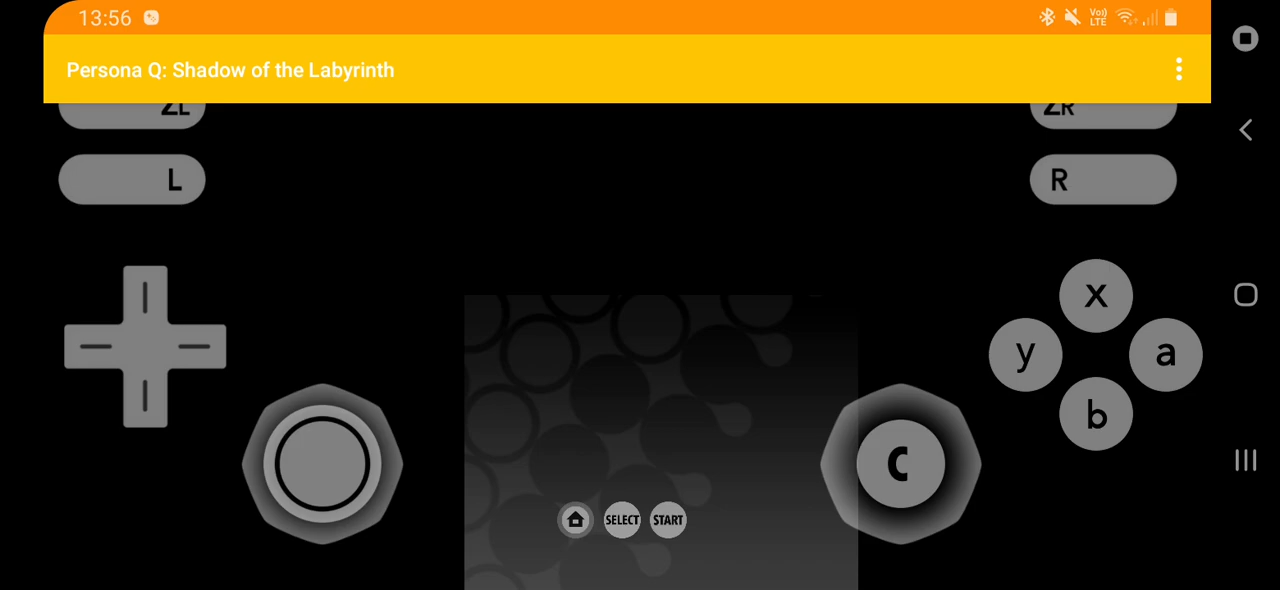 13:56
Vo))
LTE
Persona Q: Shadow of the Labyrinth
ZL
ZR
L
R
x
y
a
b
C
SELECT
START